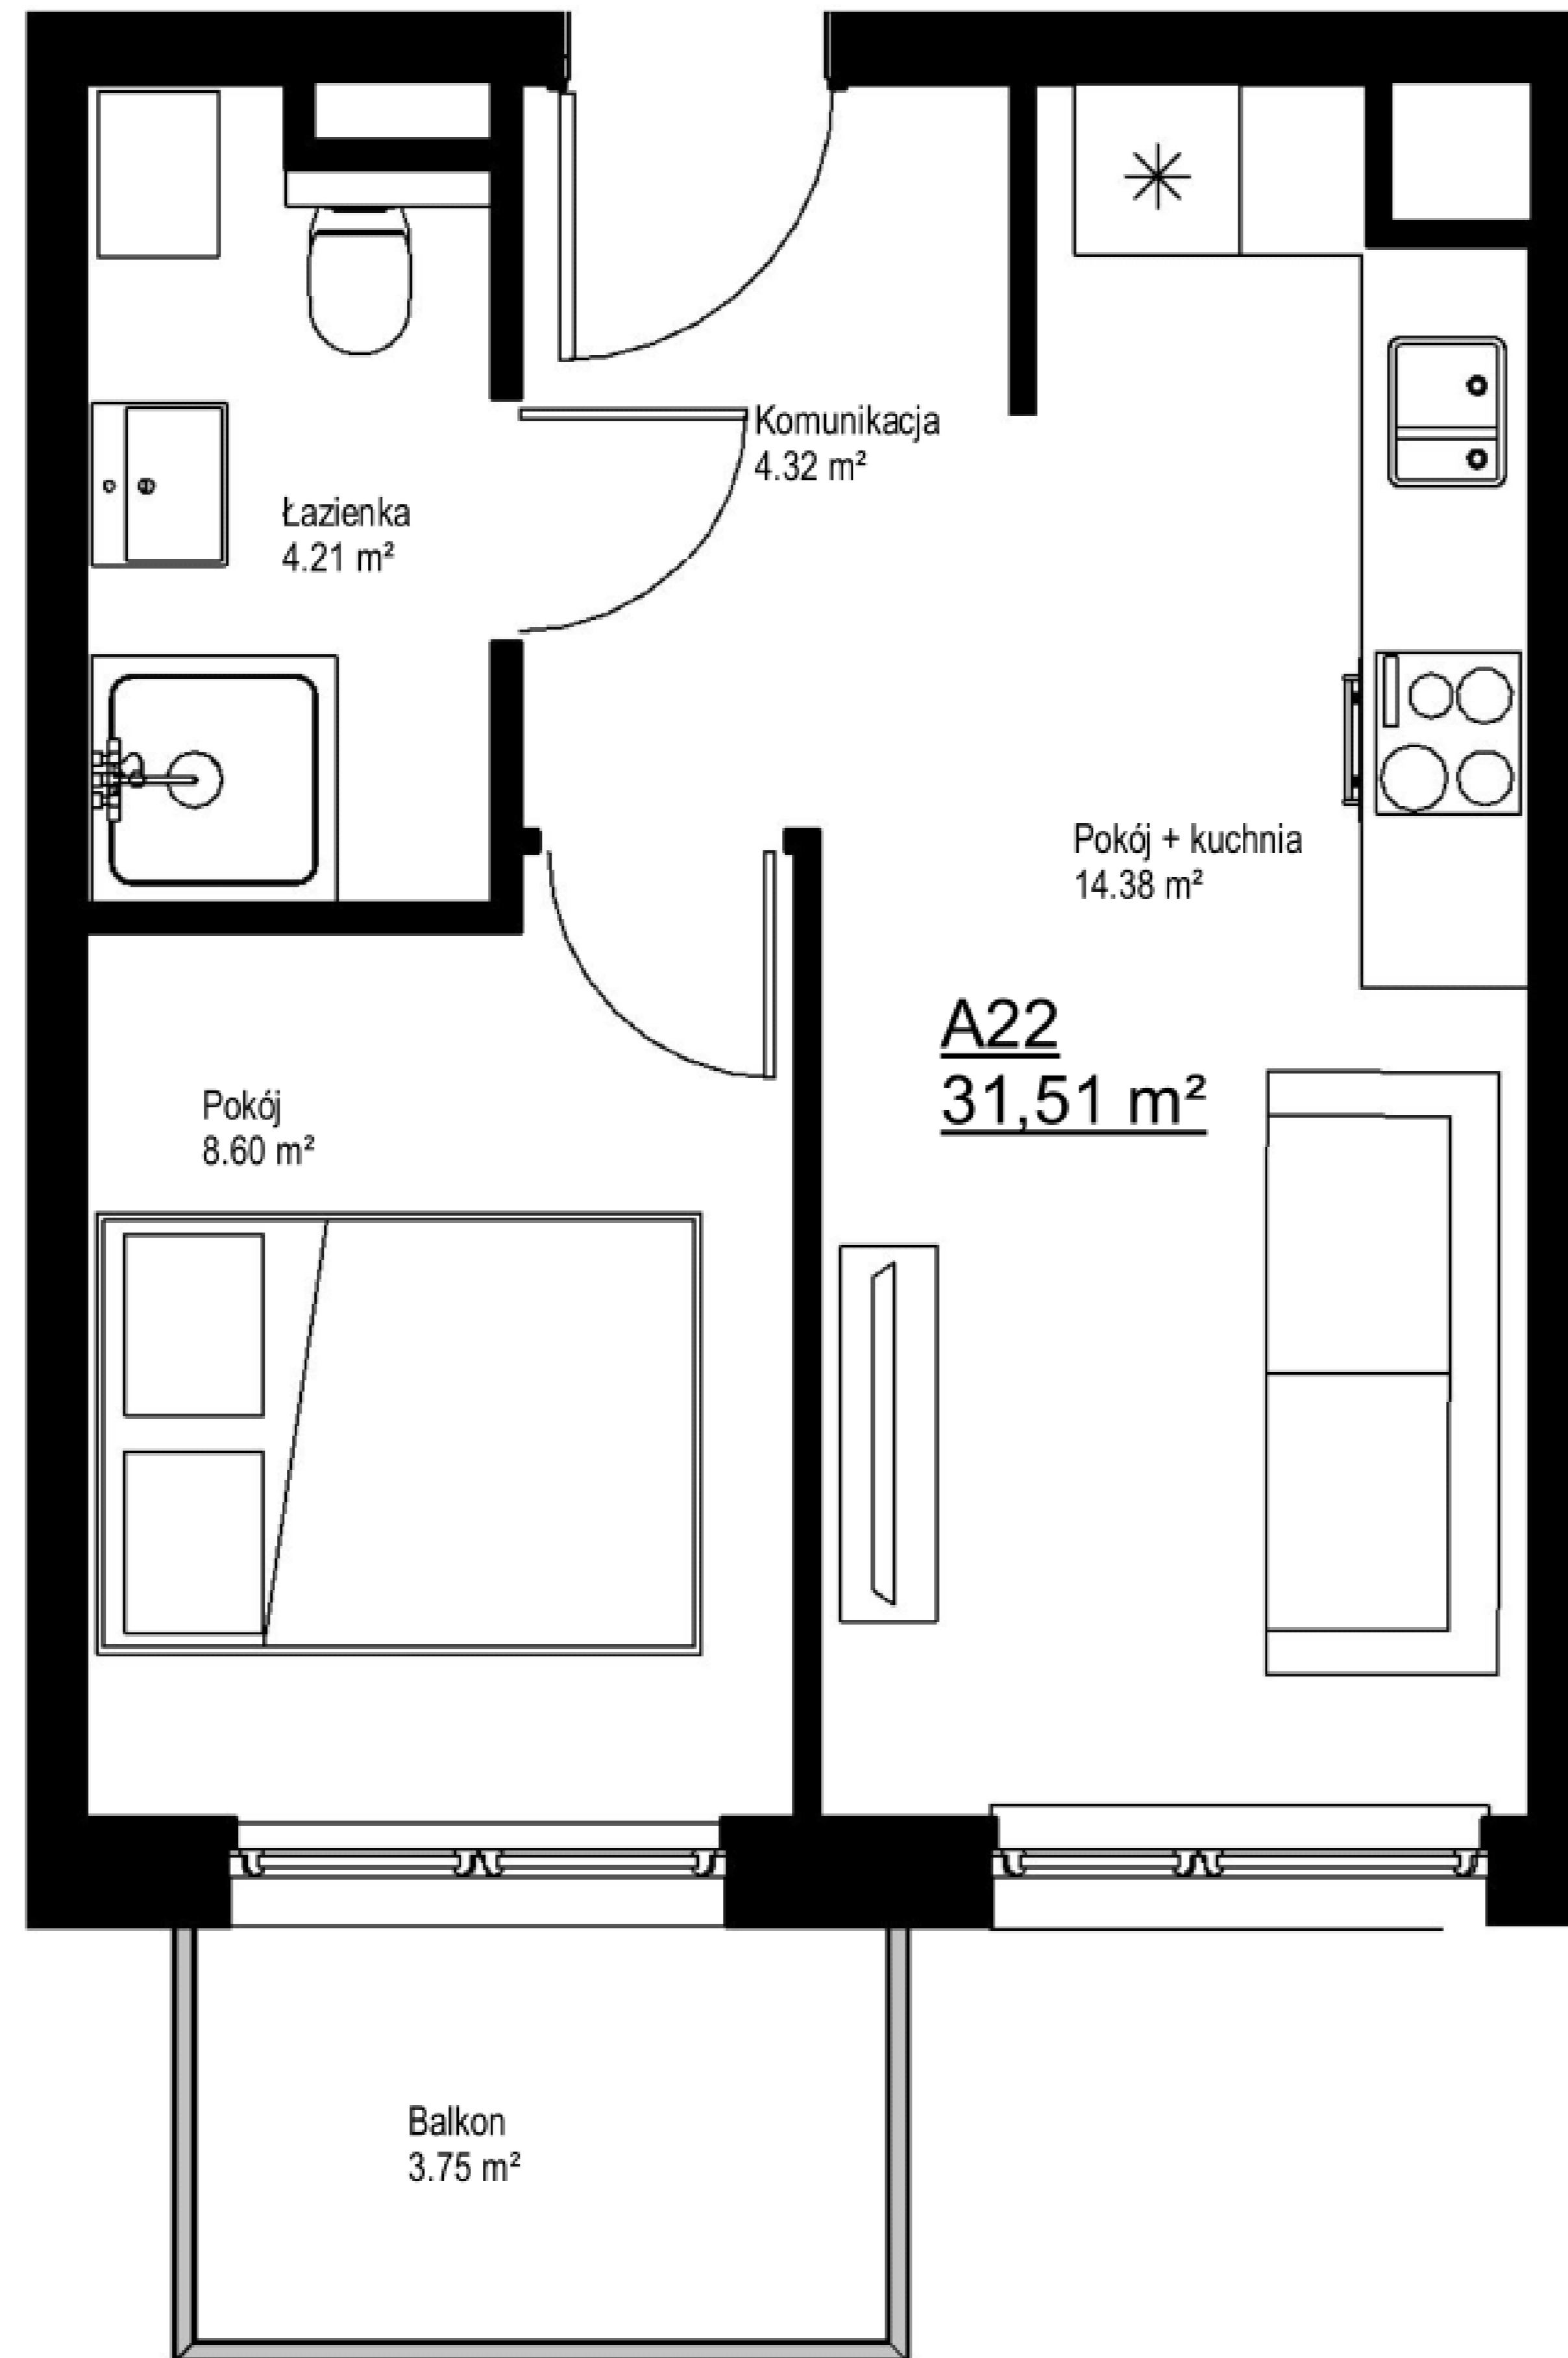 Komunikacja
4.32 m²
Łazienka
4.21 m²
Pokój + kuchnia
14.38 m²
A22
31,51 m²
Pokój
8.60 m²
Balkon
3.75 m²